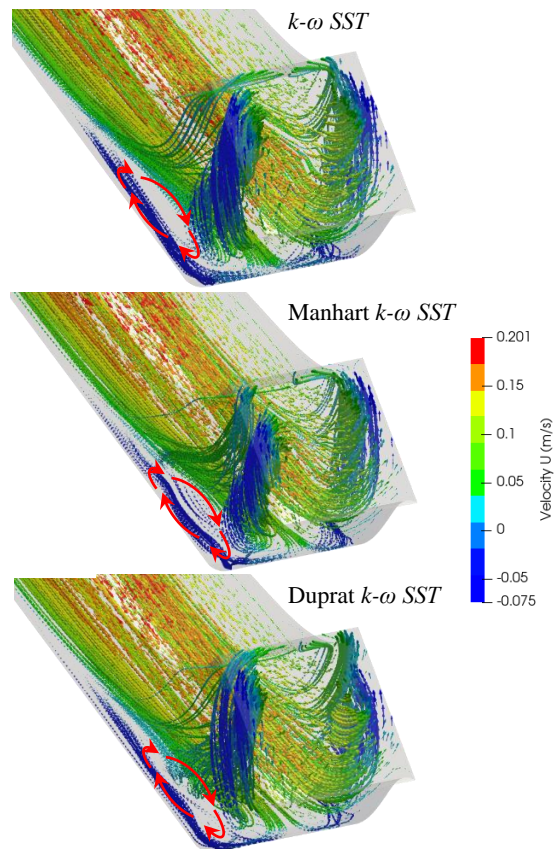 k-ω SST
Manhart k-ω SST
0.201
0.15
0.1
0.05
0
-0.05
-0.075
Velocity U (m/s)
Duprat k-ω SST